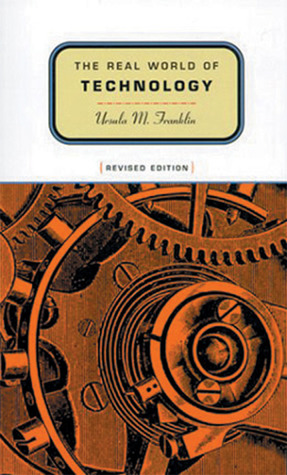 THE REAL WORLD OF
TECHNOLOGY
Ursula M. Franklin
{ REVISED EDITION {